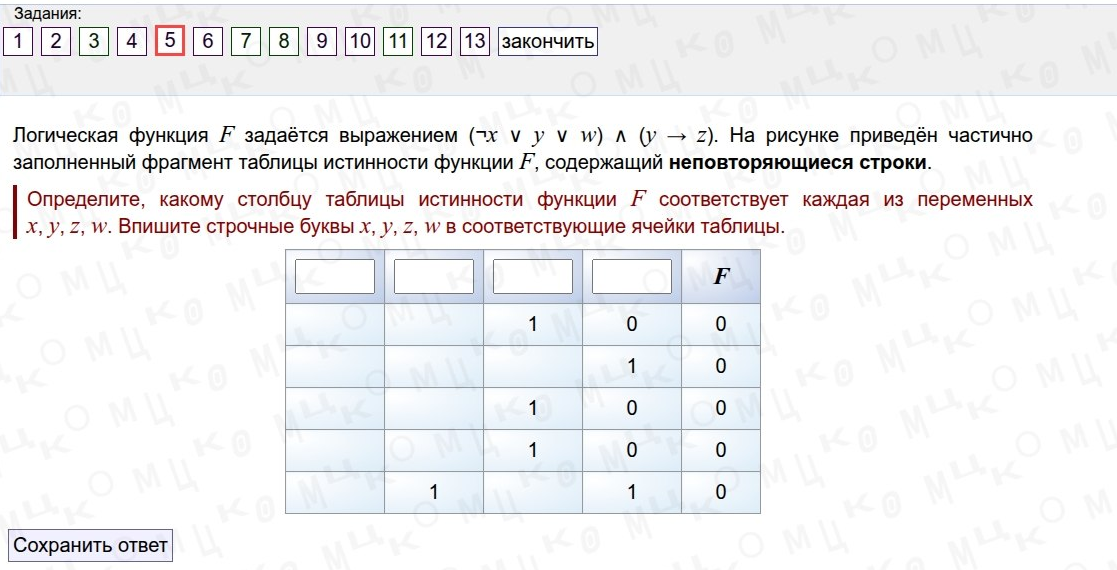 Задания:
1 2 3 4 5 6 7 8 9 10 11 12 13 закончить
Логическая функция F задаётся выражением (¬x ∨ y ∨ w) ∧ (y → z). На рисунке приведён частично
заполненный фрагмент таблицы истинности функции F, содержащий неповторяющиеся строки.
Определите, какому столбцу таблицы истинности функции F соответствует каждая из переменных
x, y, z, w. Впишите строчные буквы x, y, z, w в соответствующие ячейки таблицы.
F
1 0 0
1 0
1 0 0
1 0 0
1 1 0
Сохранить ответ